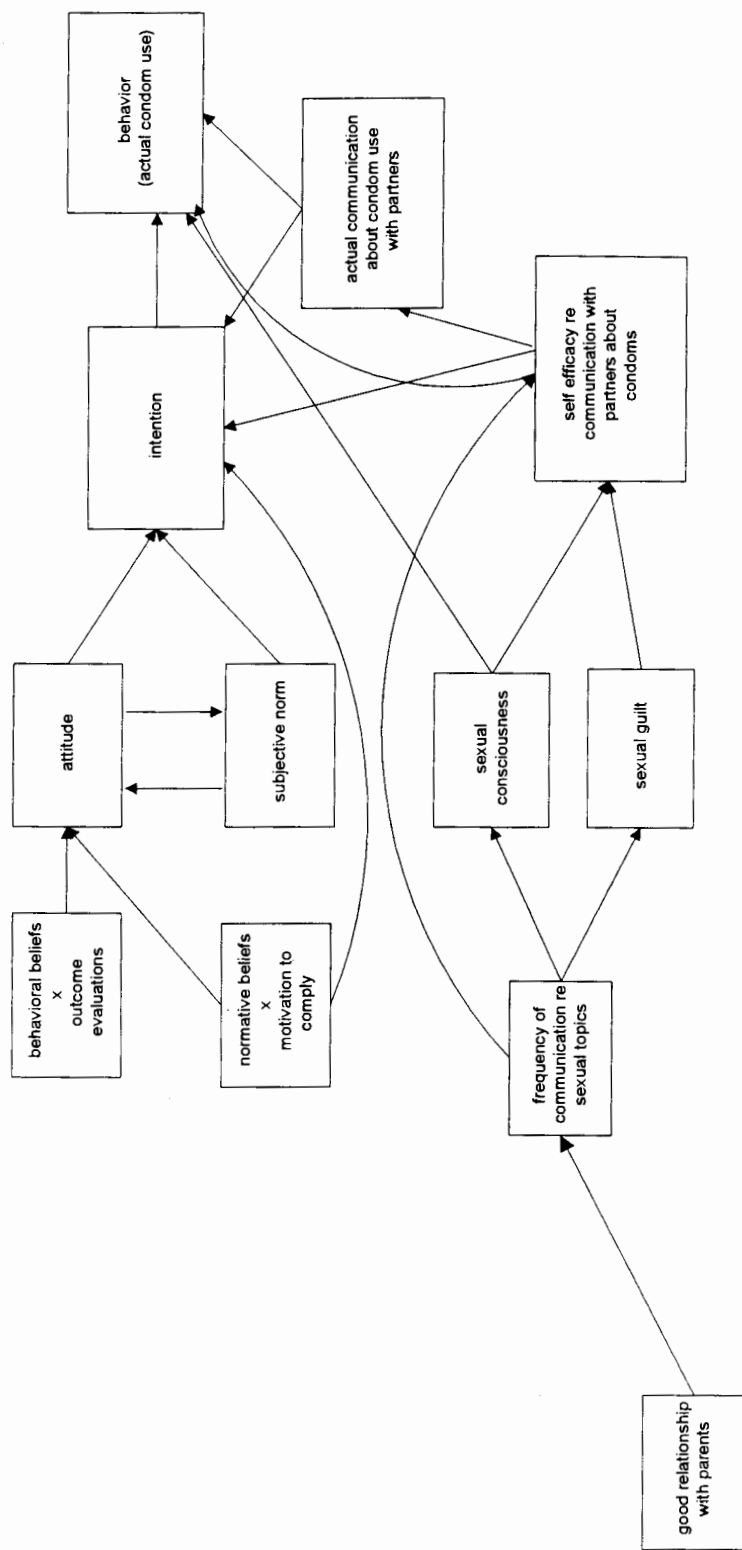 behavioral beliefs
x
outcome
evaluations
attitude
intention
behavior
(actual condom use)
normative beliefs
x
motivation to
comply
subjective norm
actual communication
about condom use
with partners
frequency of
communication re
sexual topics
sexual
consciousness
sexual guilt
self efficacy re
communication with
partners about
condoms
good relationship
with parents